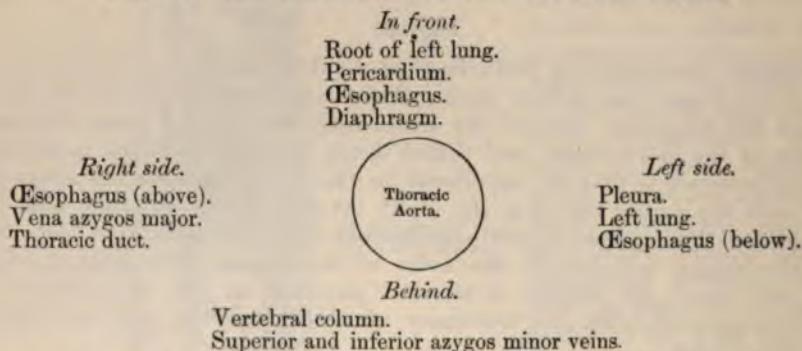 In front.
Root of left lung.
Pericardium.
Œsophagus.
Diaphragm.
Right side.
Œsophagus (above).
Vena azygos major.
Thoracic duct.
Thoracic
Aorta.
Left side.
Pleura.
Left lung.
Œsophagus (below).
Behind.
Vertebral column.
Superior and inferior azygos minor veins.